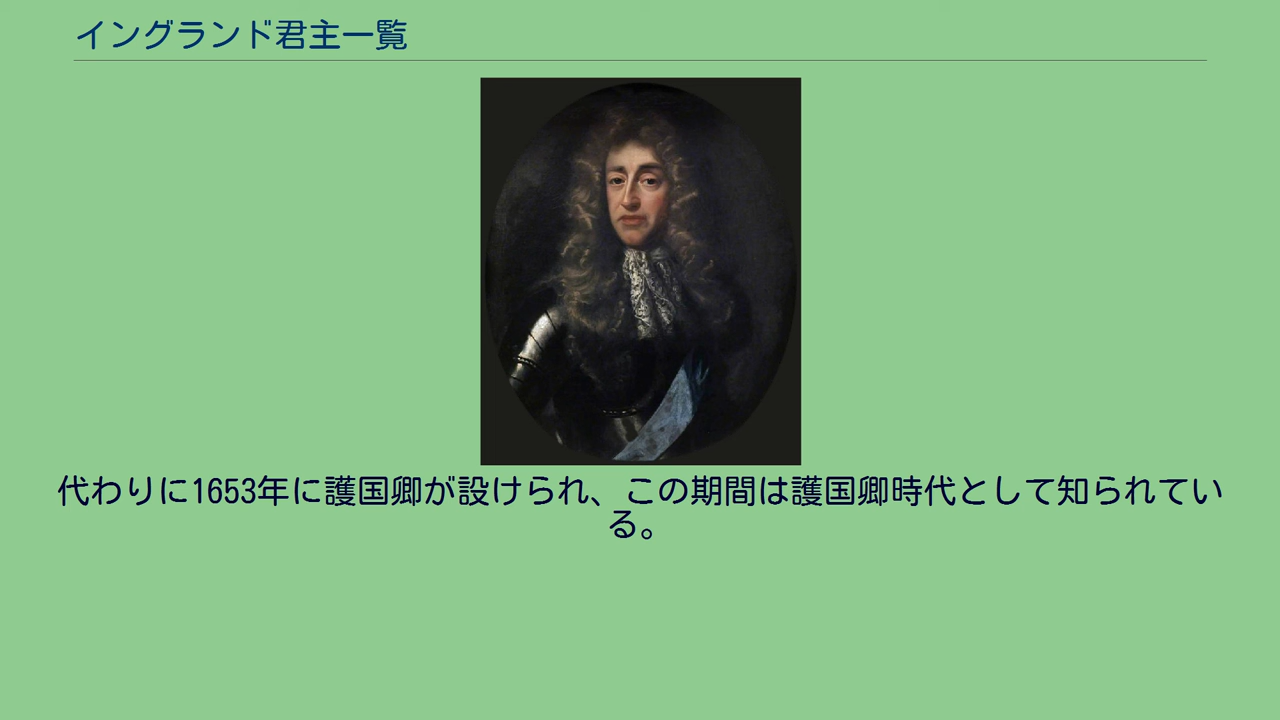 イングランド君主一覧
代わりに1653年に護国卿が設けられ、この期間は護国卿時代として知られてい
る。